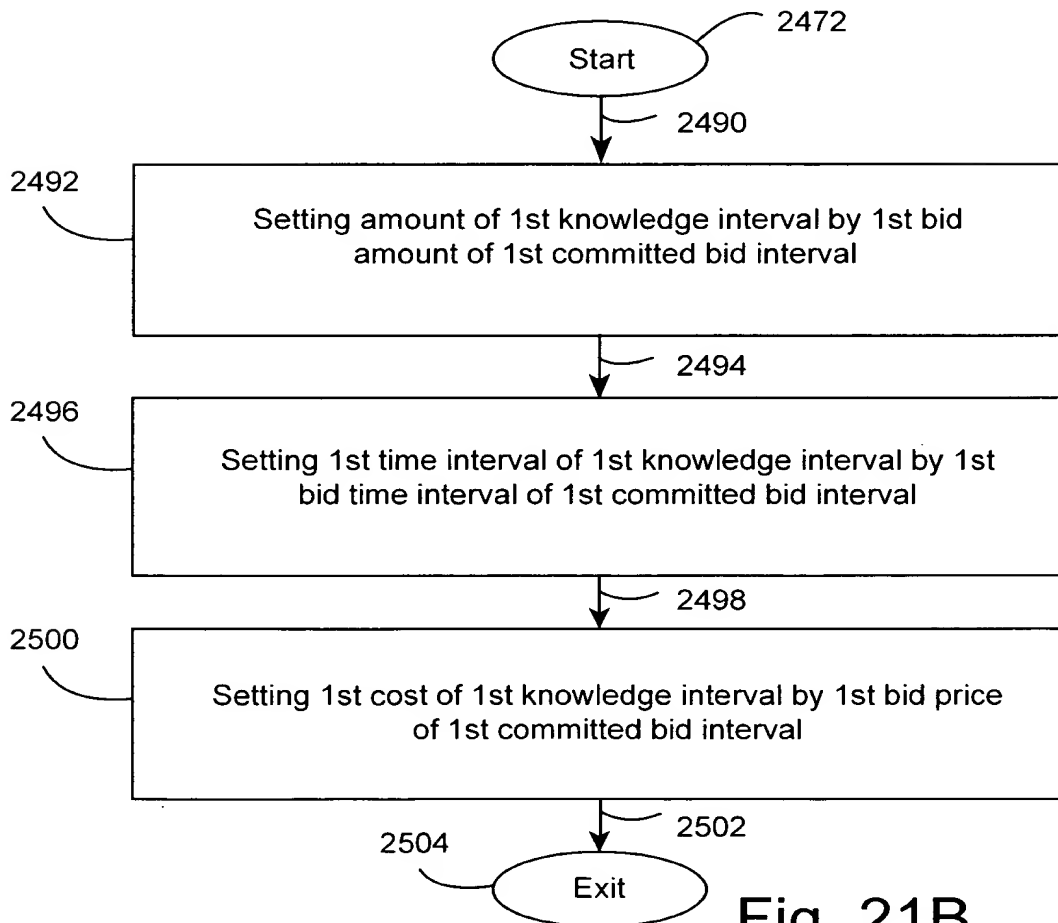 2472
Start
2490
2492
Setting amount of 1st knowledge interval by 1st bid
amount of 1st committed bid interval
2494
2496
Setting 1st time interval of 1st knowledge interval by 1st
bid time interval of 1st committed bid interval
2498
2500
Setting 1st cost of 1st knowledge interval by 1st bid price
of 1st committed bid interval
2502
2504
Exit
Fig. 21B